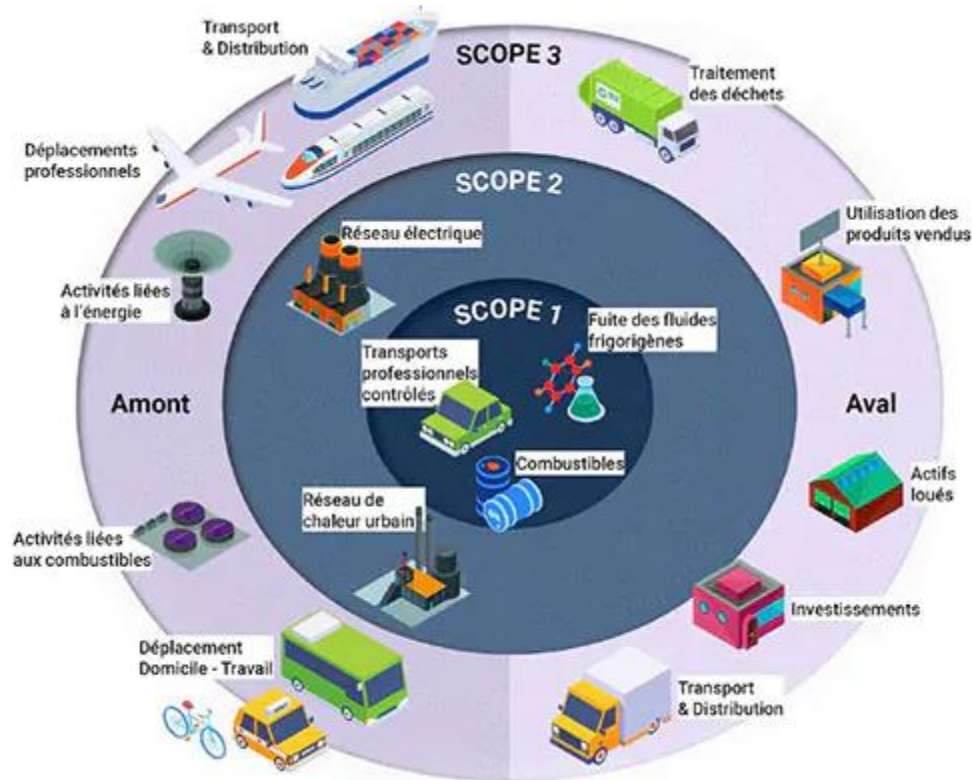 Transport
& Distribution
SCOPE 3
Traitement
des déchets
Déplacements
professionnels
SCOPE 2
Utilisation des
produits vendus
Réseau électrique
Activités liées
à l'énergie
SCOPE 1
Fuite des fluides
frigorigènes
Transports
professionnels
contrôlés
Amont
Aval
Combustibles
Actifs
loués
Réseau de
chaleur urbain
Activités liées
aux combustibles
Investissements
Déplacement
Domicile - Travail
Transport
& Distribution